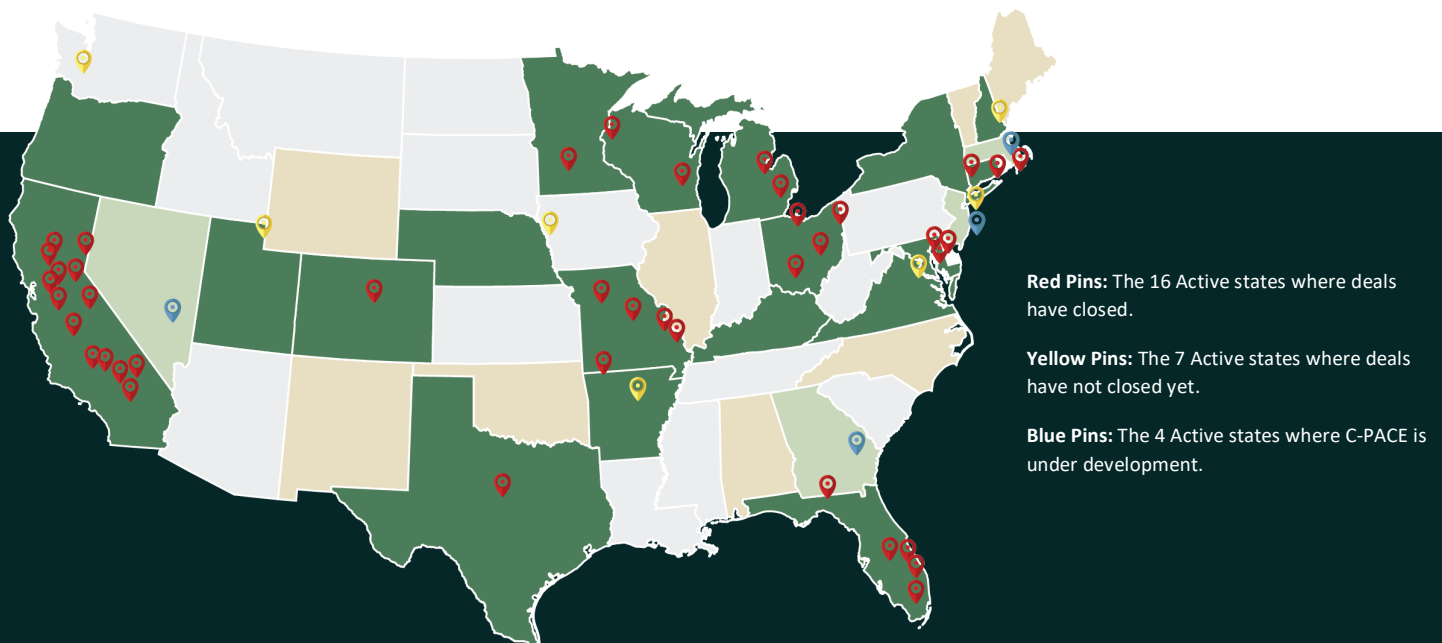 Red Pins: The 16 Active states where deals
have closed.
Yellow Pins: The 7 Active states where deals
have not closed yet.
Blue Pins: The 4 Active states where C-PACE is
under development.